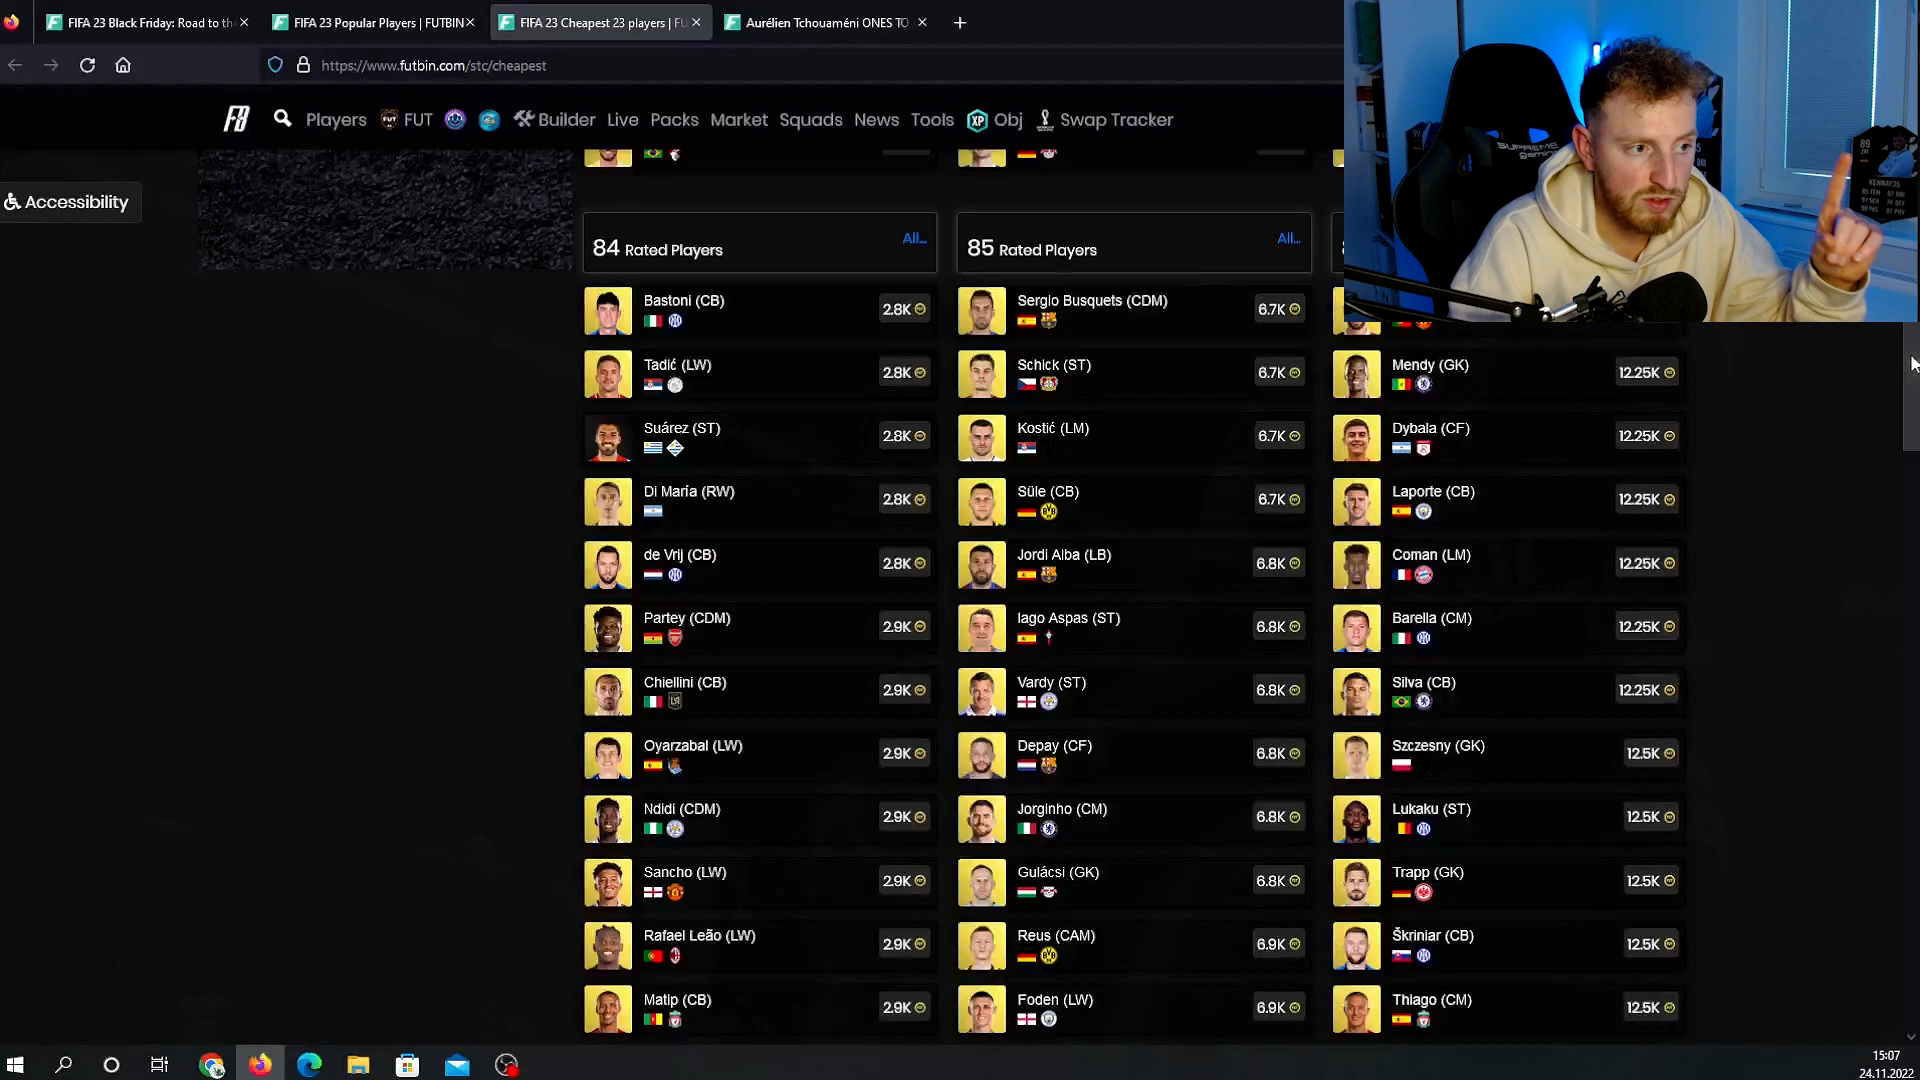 FIFA 23 Black Friday: Road to the
FIFA 23 Popular Players | FUTBIN
FIFA 23 Cheapest 23 players | FU
Aurélien Tchouaméni ONES TO
https://www.futbin.com/stc/cheapest
Players
FUT
Builder
Live
Packs
Market
Squads
News
Tools
XP
Obj
Swap Tracker
Accessibility
84 Rated Players
All...
85 Rated Players
All...
Bastoni (CB)
2.8K
Sergio Busquets (CDM)
6.7K
Tadić (LW)
2.8K
Schick (ST)
6.7K
Mendy (GK)
12.25K
Suárez (ST)
2.8K
Kostić (LM)
6.7K
Dybala (CF)
12.25K
Di María (RW)
2.8K
Süle (CB)
6.7K
Laporte (CB)
12.25K
de Vrij (CB)
2.8K
Jordi Alba (LB)
6.8K
Coman (LM)
12.25K
Partey (CDM)
2.9K
Iago Aspas (ST)
6.8K
Barella (CM)
12.25K
Chiellini (CB)
2.9K
Vardy (ST)
6.8K
Silva (CB)
12.25K
Oyarzabal (LW)
2.9K
Depay (CF)
6.8K
Szczesny (GK)
12.5K
Ndidi (CDM)
2.9K
Jorginho (CM)
6.8K
Lukaku (ST)
12.5K
Sancho (LW)
2.9K
Gulácsi (GK)
6.8K
Trapp (GK)
12.5K
Rafael Leão (LW)
2.9K
Reus (CAM)
6.9K
Škriniar (CB)
12.5K
Matip (CB)
2.9K
Foden (LW)
6.9K
Thiago (CM)
12.5K
SUPREME
gaming
89
KENNAY35
15:07
24.11.2022